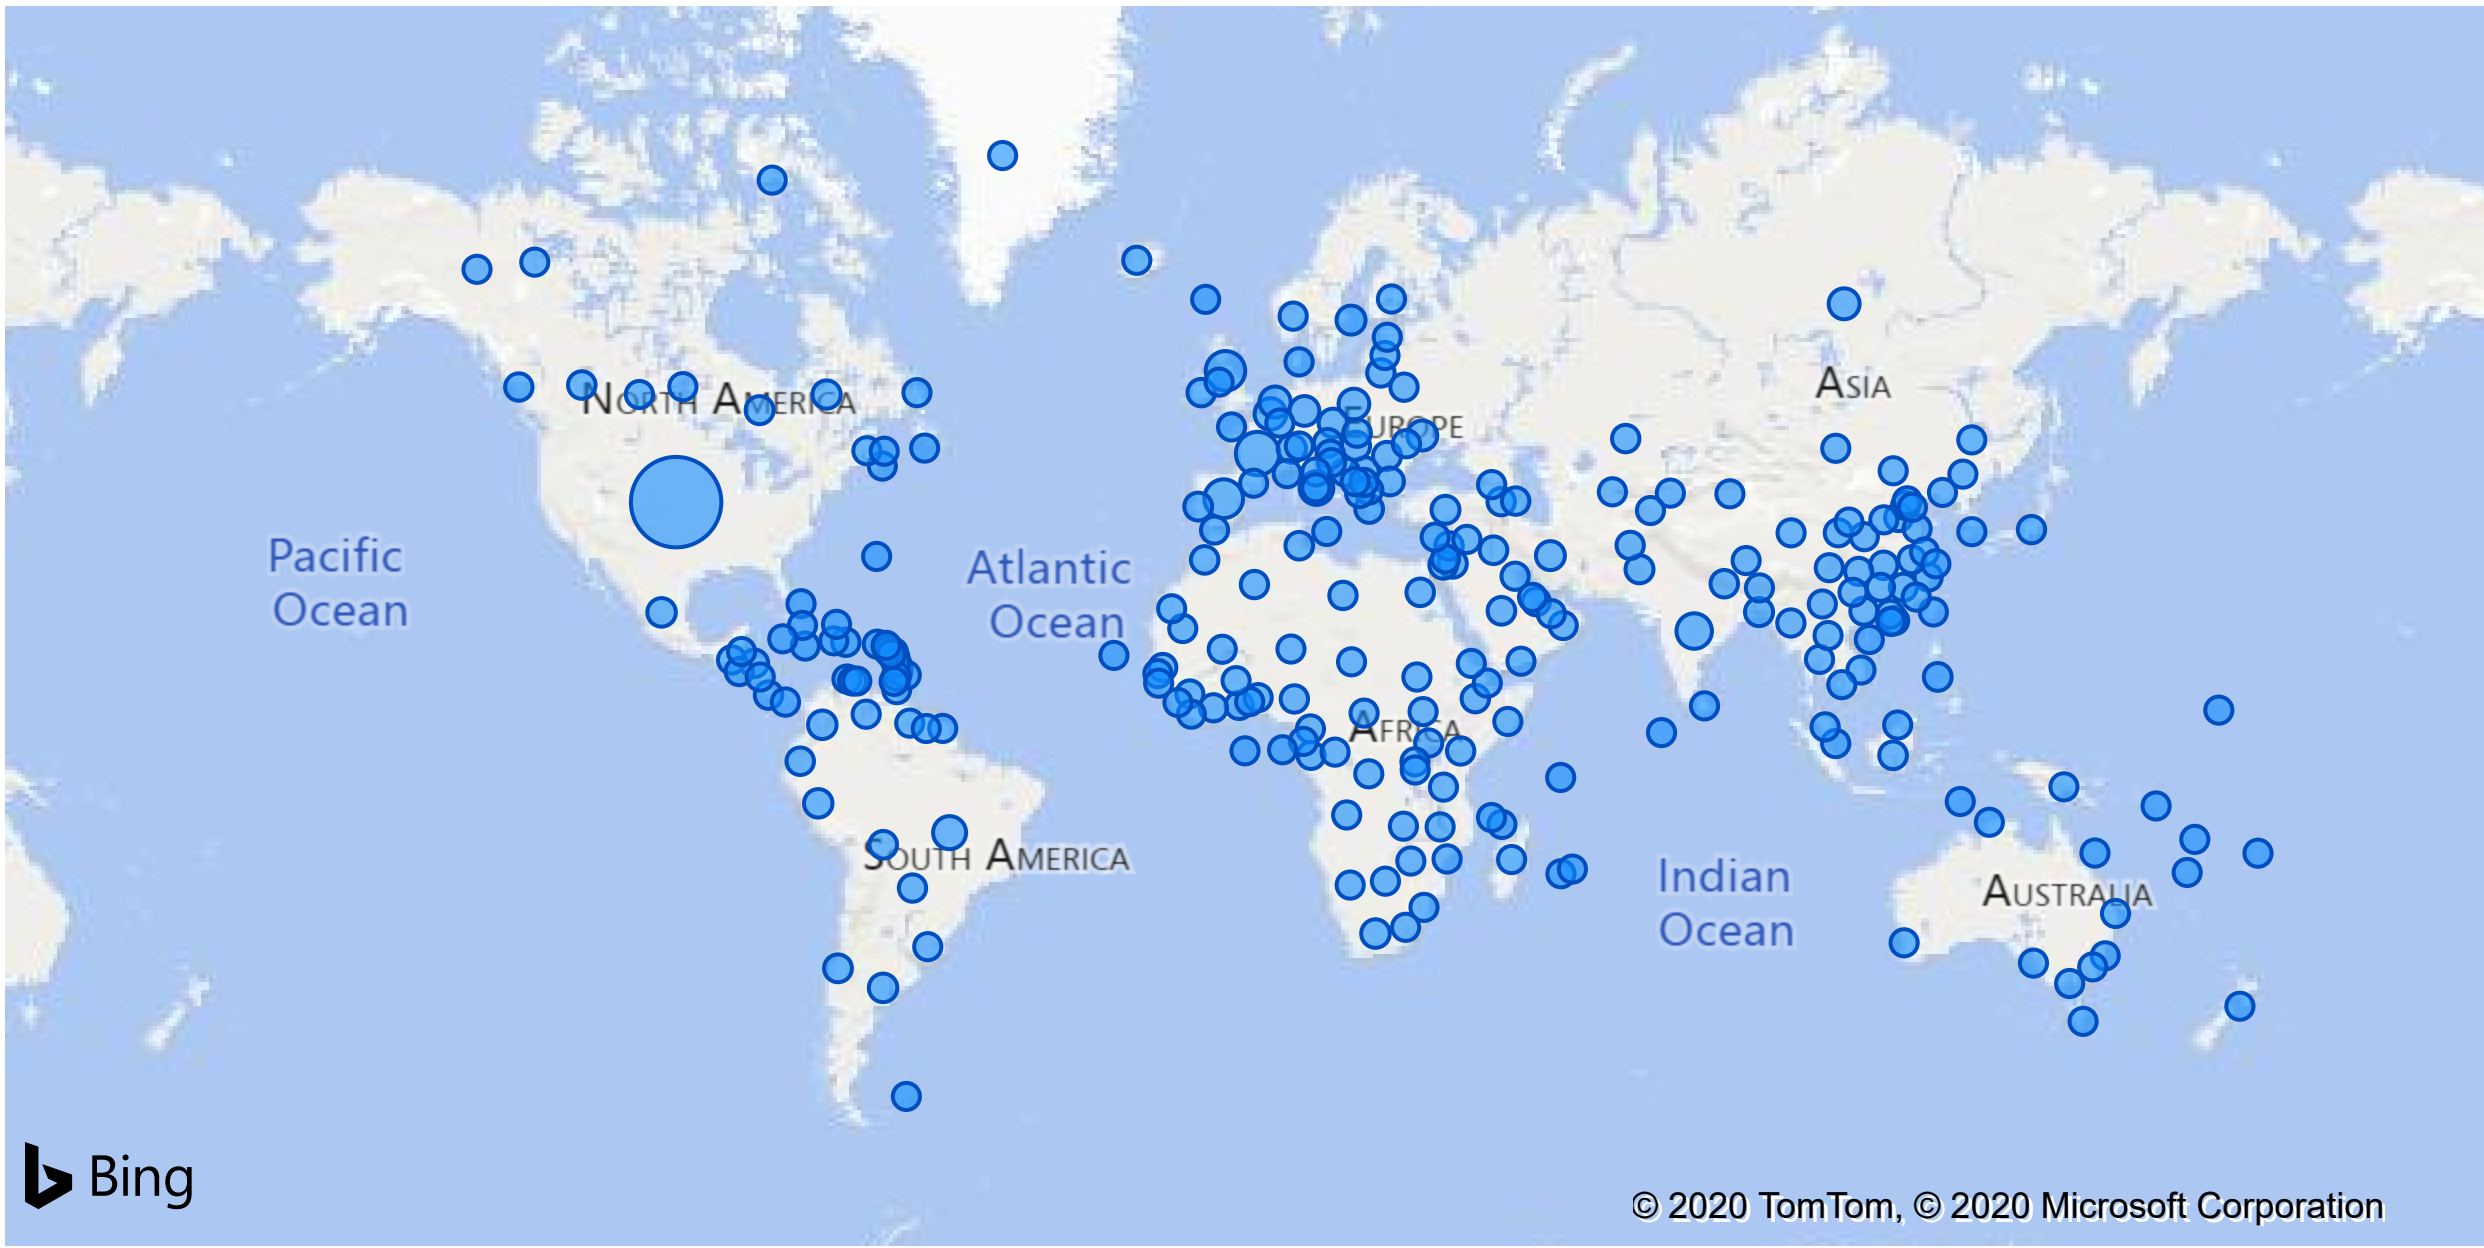 NORTH AMERICA
EUROPE
ASIA
Pacific
Ocean
Atlantic
Ocean
AFRICA
SOUTH AMERICA
Indian
Ocean
AUSTRALIA
Bing
© 2020 TomTom, © 2020 Microsoft Corporation